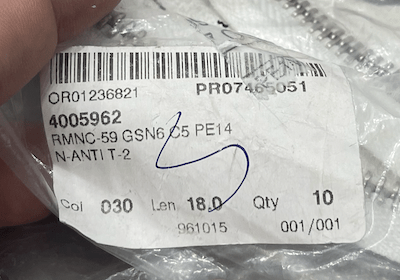 OR01236821 PR07465051
4005962
RMNC-59 GSN6 C5 PE14
N-ANTI T-2
Col 030 Len 18.0 Qty 10
961015 001/001